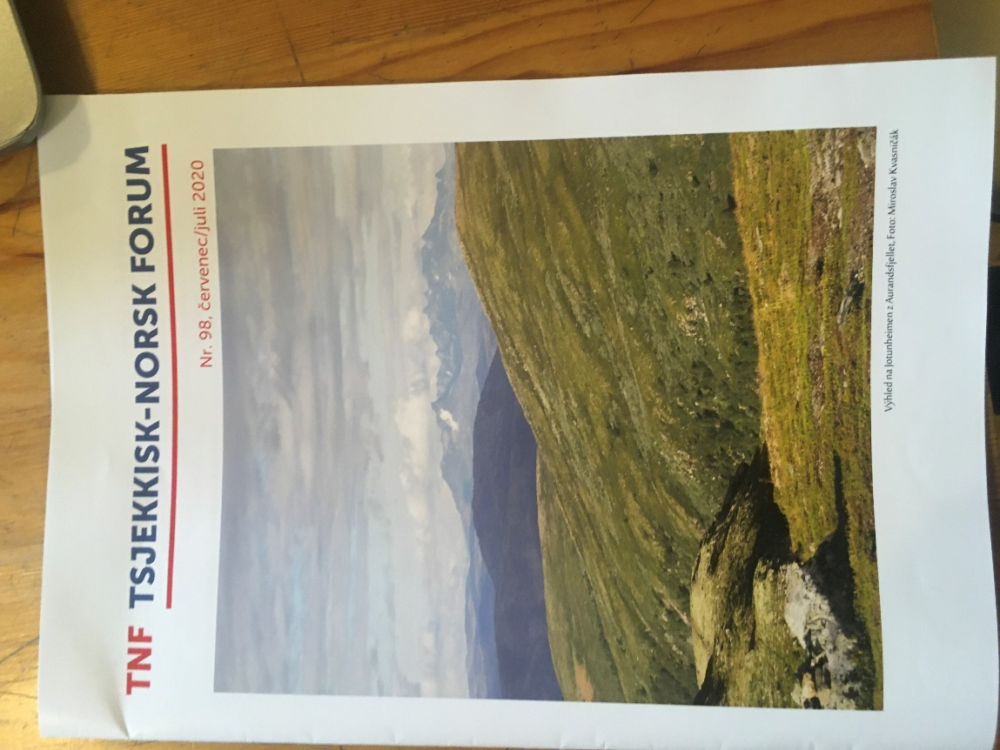 TNF TSJEKKISK-NORSK FORUM
Nr. 98, červenec/juli 2020
Výhled na Jotunheimen z Aurandsfjellet, Foto: Miroslav Kvasničák